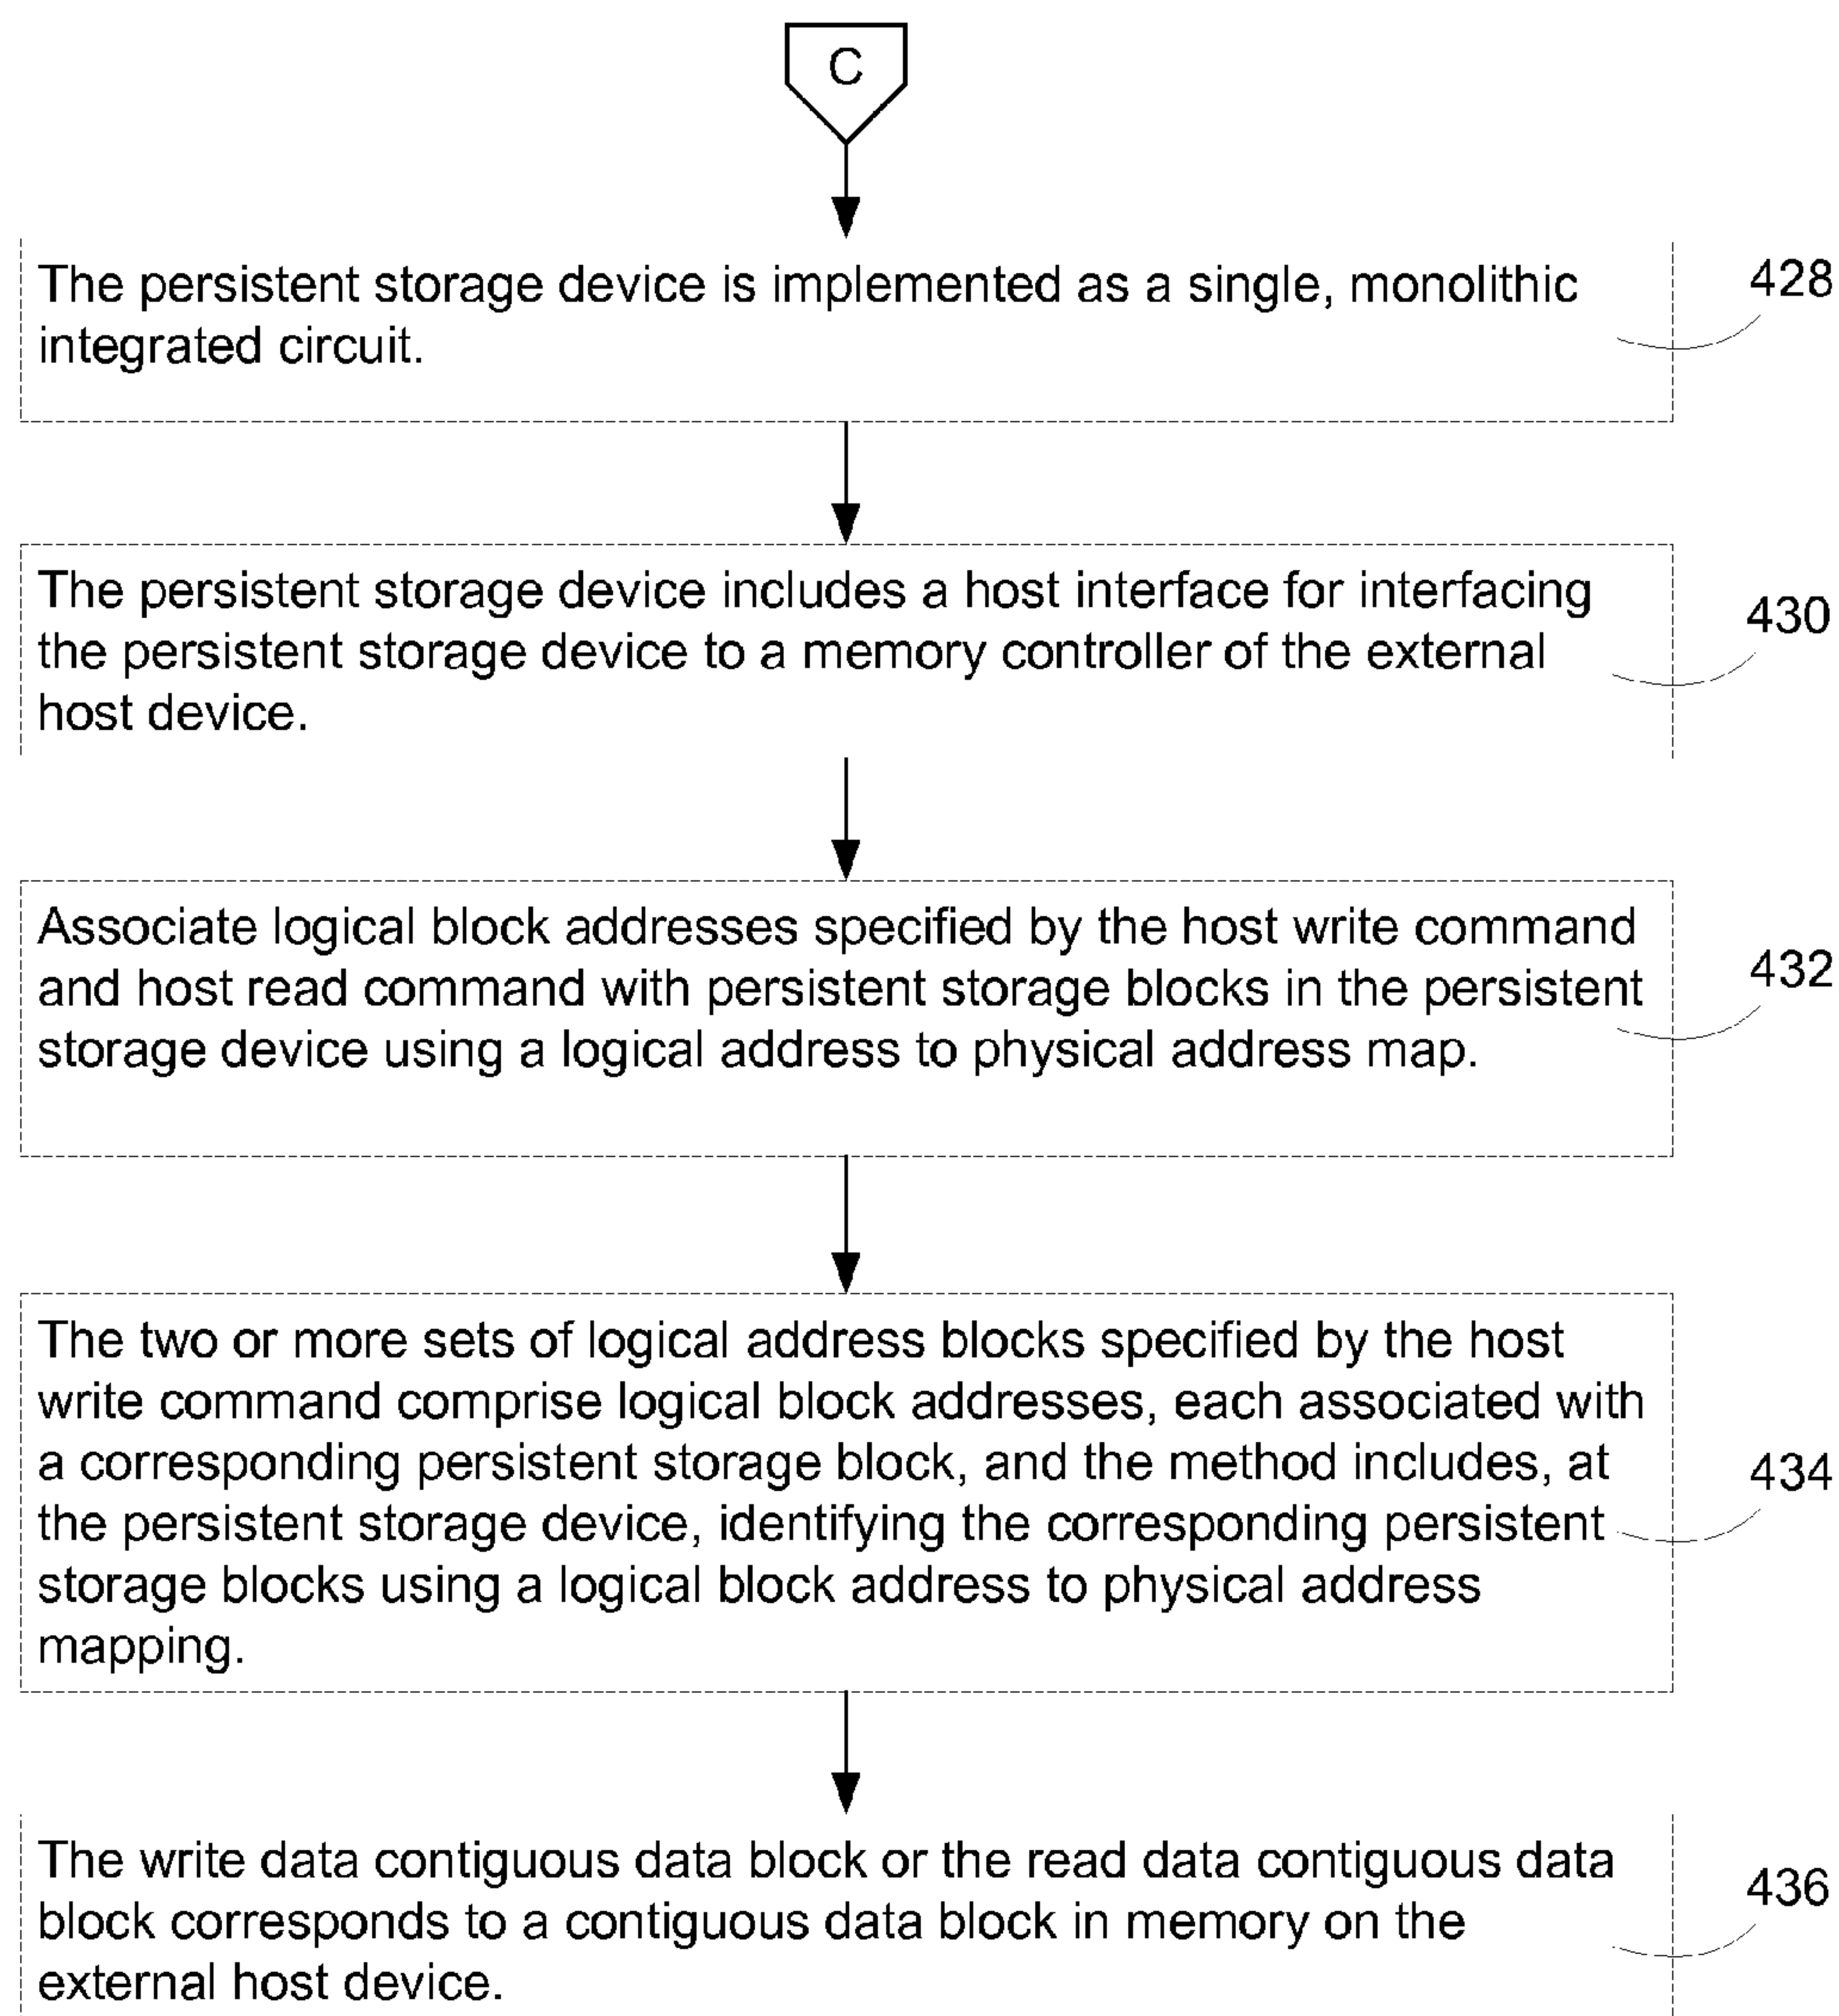 C
The persistent storage device is implemented as a single, monolithic
integrated circuit.
428
The persistent storage device includes a host interface for interfacing
the persistent storage device to a memory controller of the external
host device.
430
Associate logical block addresses specified by the host write command
and host read command with persistent storage blocks in the persistent
storage device using a logical address to physical address map.
432
The two or more sets of logical address blocks specified by the host
write command comprise logical block addresses, each associated with
a corresponding persistent storage block, and the method includes, at
the persistent storage device, identifying the corresponding persistent
storage blocks using a logical block address to physical address
mapping.
434
The write data contiguous data block or the read data contiguous data
block corresponds to a contiguous data block in memory on the
external host device.
436